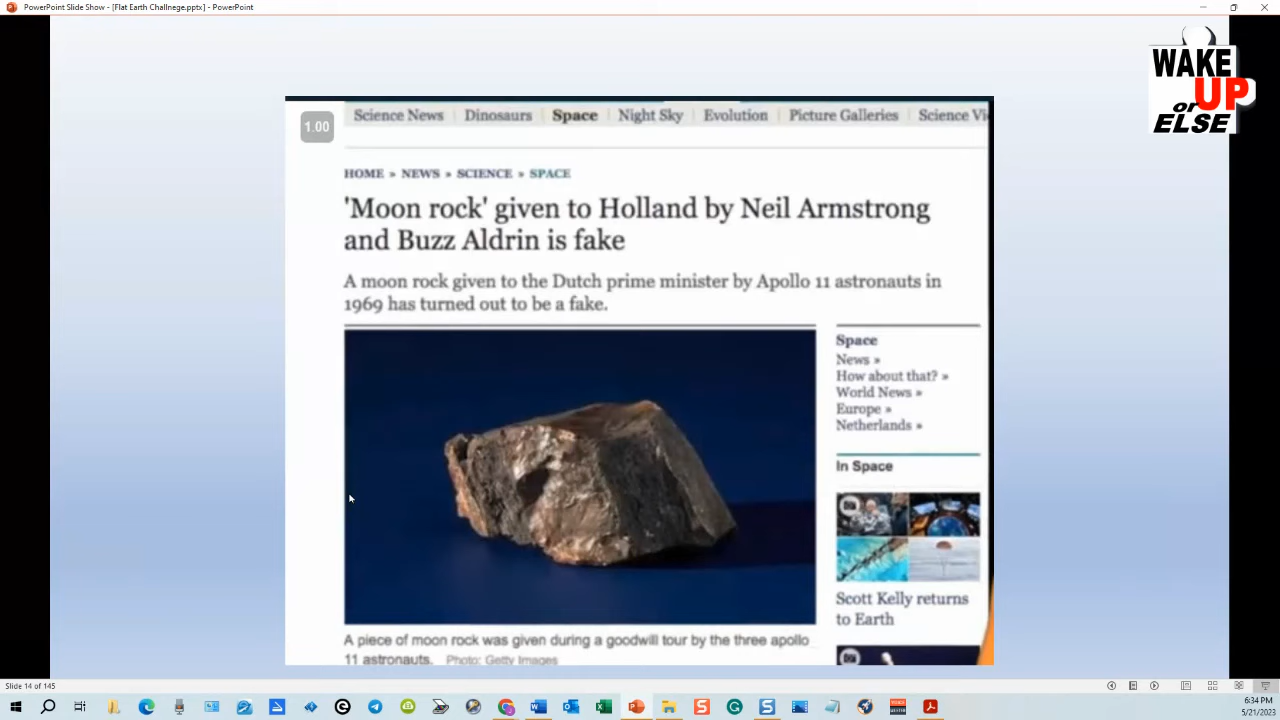 PowerPoint Slide Show - [Flat Earth Challnege.pptx] - PowerPoint
WAKE
UP
or
ELSE
1.00
Science News Dinosaurs Space Night Sky Evolution Picture Galleries Science
HOME » NEWS » SCIENCE » SPACE
'Moon rock' given to Holland by Neil Armstrong
and Buzz Aldrin is fake
A moon rock given to the Dutch prime minister by Apollo 11 astronauts in
1969 has turned out to be a fake.
A piece of moon rock was given during a goodwill tour by the three apollo
11 astronauts. Photo: Getty Images
Space
News »
How about that? »
World News »
Europe »
Netherlands »
In Space
Scott Kelly returns
to Earth
Slide 14 of 145
6:34 PM
5/21/2023